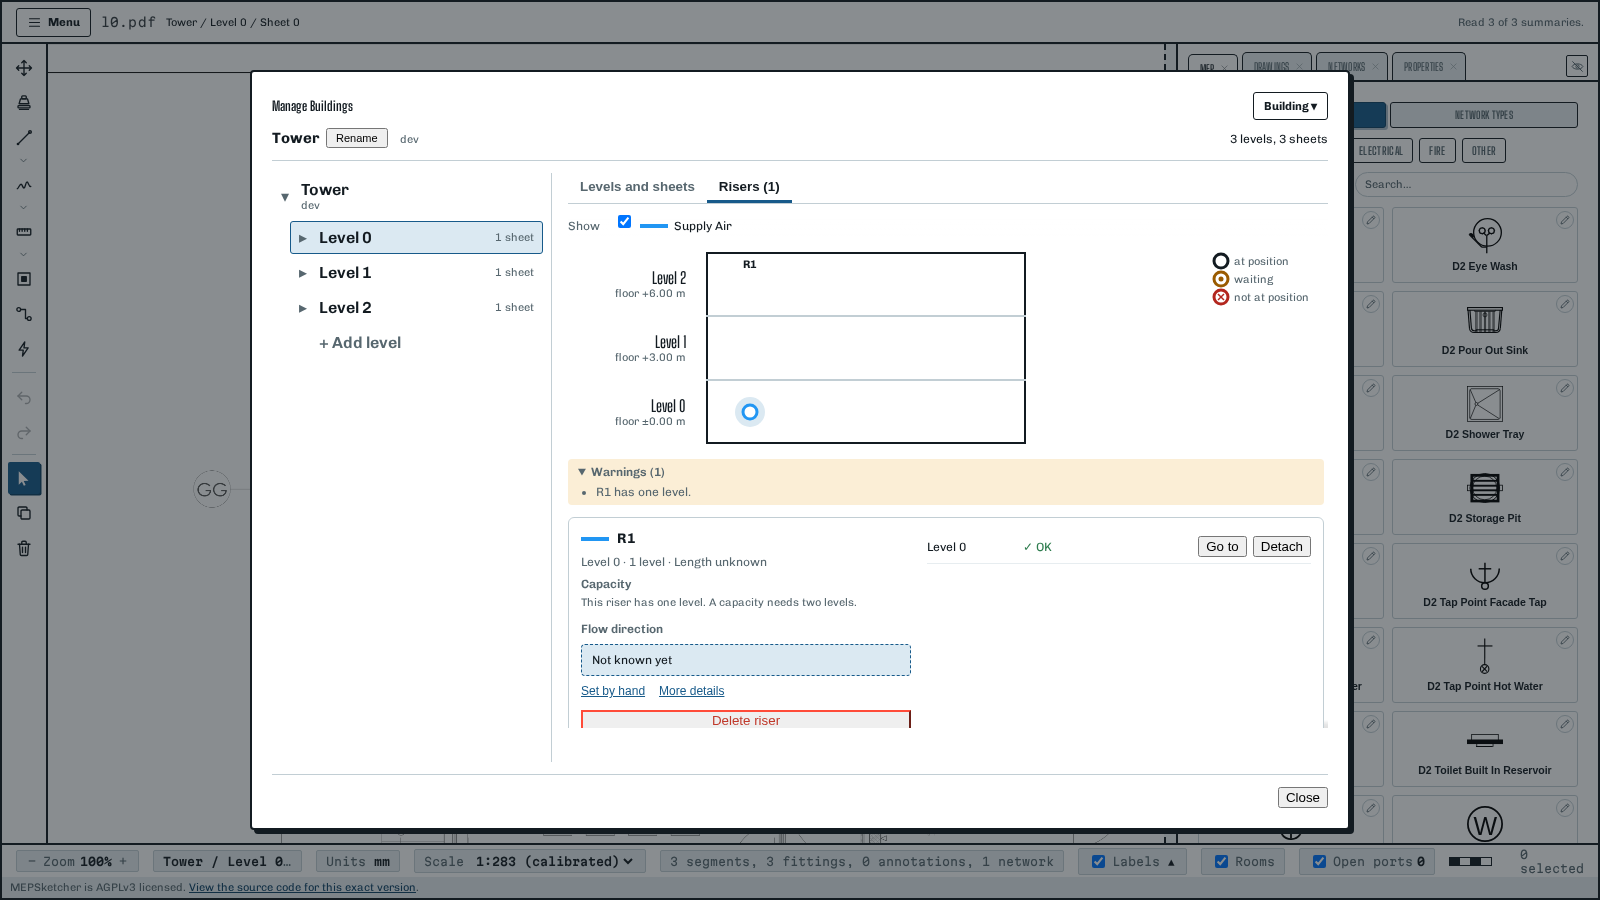 Menu
l0.pdf
Tower / Level 0 / Sheet 0
Read 3 of 3 summaries.
MEP ×
DRAWINGS ×
NETWORKS ×
PROPERTIES ×
Manage Buildings
Building ▾
Tower
Rename
dev
3 levels, 3 sheets
NETWORK TYPES
ELECTRICAL
FIRE
OTHER
Search...
▼ Tower
dev
▶ Level 0 1 sheet
▶ Level 1 1 sheet
▶ Level 2 1 sheet
+ Add level
Levels and sheets
Risers (1)
Show
Supply Air
R1
Level 2
floor +6.00 m
Level 1
floor +3.00 m
Level 0
floor ±0.00 m
at position
waiting
not at position
▼ Warnings (1)
• R1 has one level.
R1
Level 0 · 1 level · Length unknown
Capacity
This riser has one level. A capacity needs two levels.
Flow direction
Not known yet
Set by hand
More details
Delete riser
Level 0
✓ OK
Go to
Detach
Close
GG
D2 Eye Wash
D2 Pour Out Sink
D2 Shower Tray
D2 Storage Pit
D2 Tap Point Facade Tap
er
D2 Tap Point Hot Water
D2 Toilet Built In Reservoir
W
− Zoom 100% +
Tower / Level 0…
Units mm
Scale 1:283 (calibrated)
3 segments, 3 fittings, 0 annotations, 1 network
Labels ▲
Rooms
Open ports 0
0 selected
MEPSketcher is AGPLv3 licensed. View the source code for this exact version.